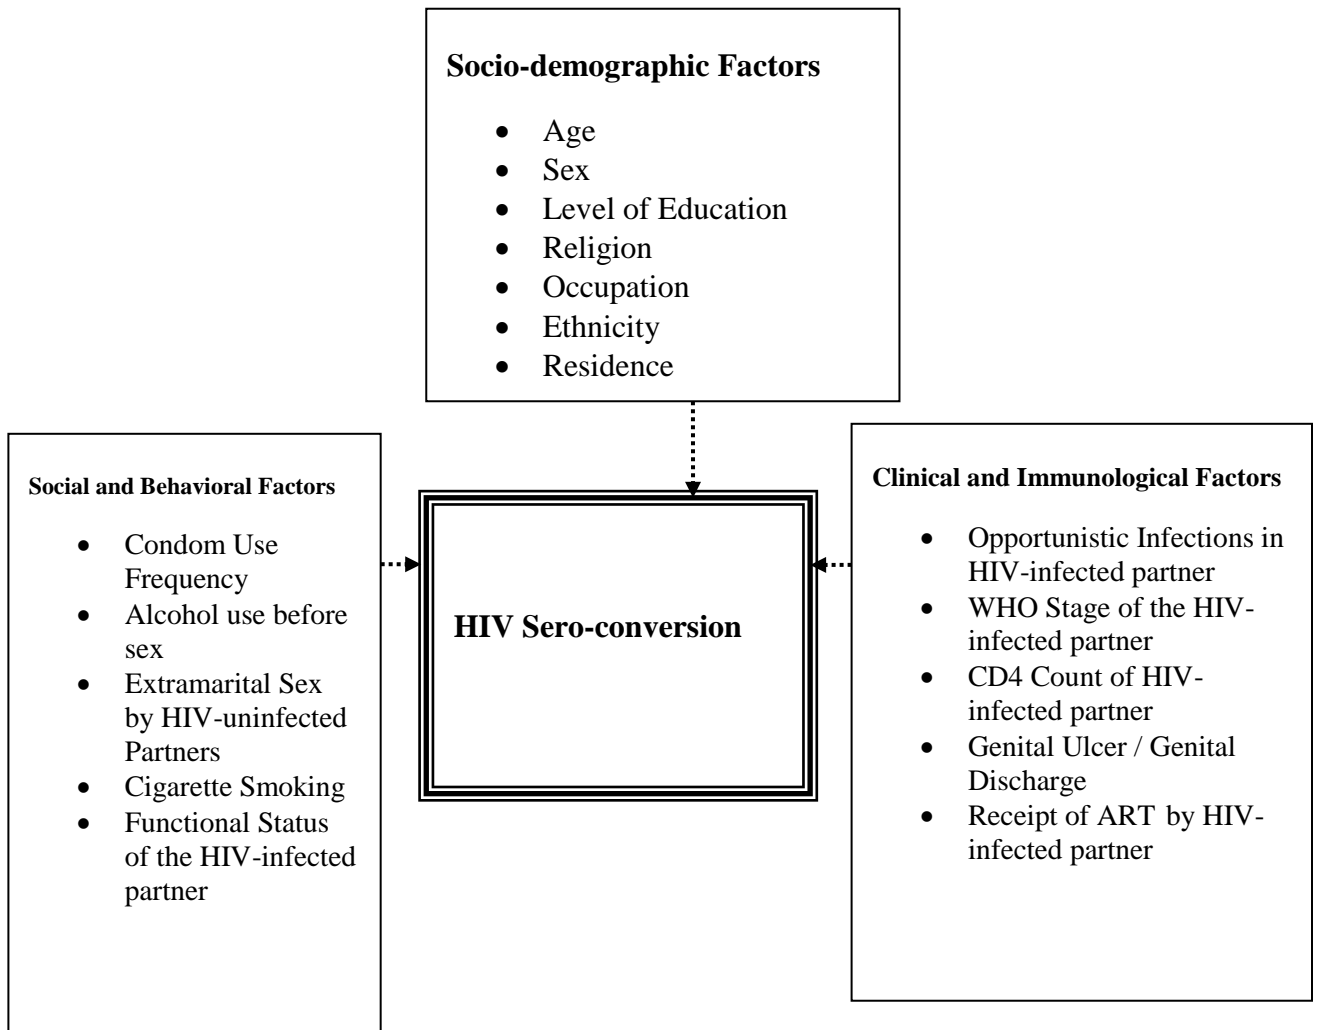 Socio-demographic Factors
• Age
• Sex
• Level of Education
• Religion
• Occupation
• Ethnicity
• Residence
Social and Behavioral Factors
• Condom Use
Frequency
• Alcohol use before
sex
• Extramarital Sex
by HIV-uninfected
Partners
• Cigarette Smoking
• Functional Status
of the HIV-infected
partner
HIV Sero-conversion
Clinical and Immunological Factors
• Opportunistic Infections in
HIV-infected partner
• WHO Stage of the HIV-
infected partner
• CD4 Count of HIV-
infected partner
• Genital Ulcer / Genital
Discharge
• Receipt of ART by HIV-
infected partner